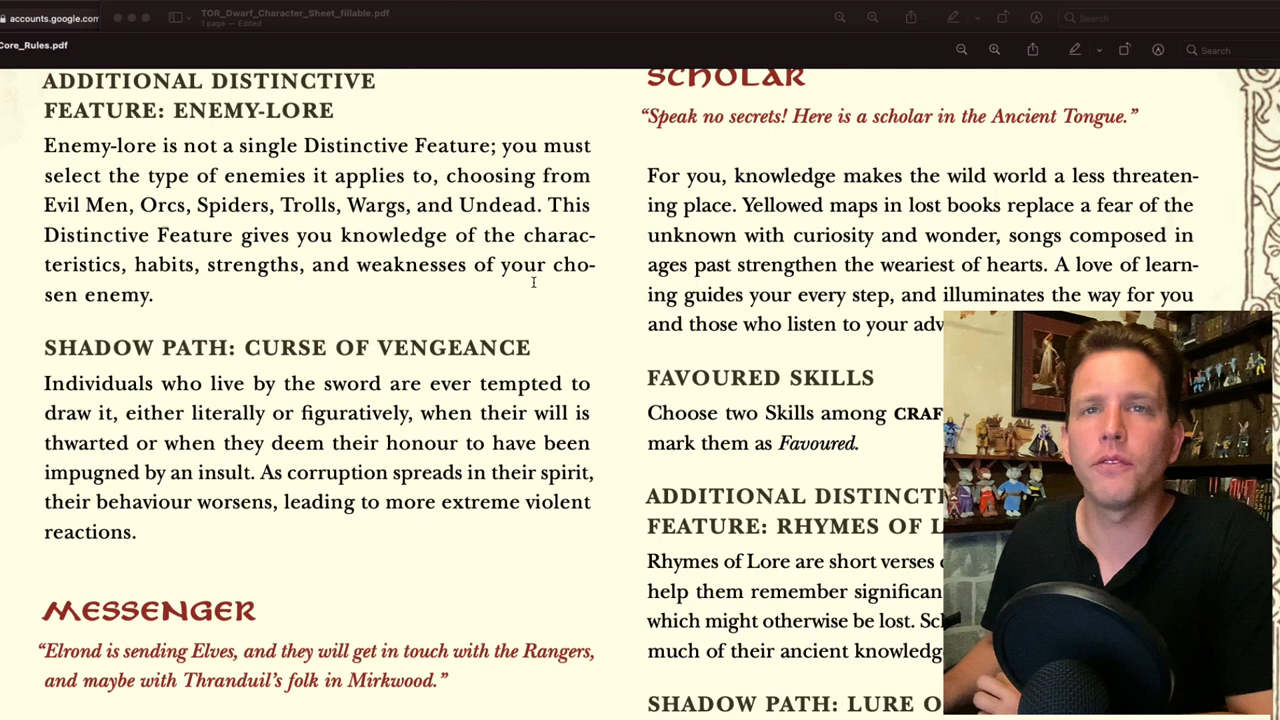 accounts.google.com
TOR_Dwarf_Character_Sheet_fillable.pdf
1 page – Edited
Search
Core_Rules.pdf
Search
ADDITIONAL DISTINCTIVE
FEATURE: ENEMY-LORE
Enemy-lore is not a single Distinctive Feature; you must
select the type of enemies it applies to, choosing from
Evil Men, Orcs, Spiders, Trolls, Wargs, and Undead. This
Distinctive Feature gives you knowledge of the charac-
teristics, habits, strengths, and weaknesses of your cho-
sen enemy.
SHADOW PATH: CURSE OF VENGEANCE
Individuals who live by the sword are ever tempted to
draw it, either literally or figuratively, when their will is
thwarted or when they deem their honour to have been
impugned by an insult. As corruption spreads in their spirit,
their behaviour worsens, leading to more extreme violent
reactions.
MESSENGER
“Elrond is sending Elves, and they will get in touch with the Rangers,
and maybe with Thranduil’s folk in Mirkwood.”
SCHOLAR
“Speak no secrets! Here is a scholar in the Ancient Tongue.”
For you, knowledge makes the wild world a less threaten-
ing place. Yellowed maps in lost books replace a fear of the
unknown with curiosity and wonder, songs composed in
ages past strengthen the weariest of hearts. A love of learn-
ing guides your every step, and illuminates the way for you
and those who listen to your adv
FAVOURED SKILLS
Choose two Skills among CRAF
mark them as Favoured.
ADDITIONAL DISTINCTI
FEATURE: RHYMES OF L
Rhymes of Lore are short verses
help them remember significan
which might otherwise be lost. Sc
much of their ancient knowledg
SHADOW PATH: LURE O